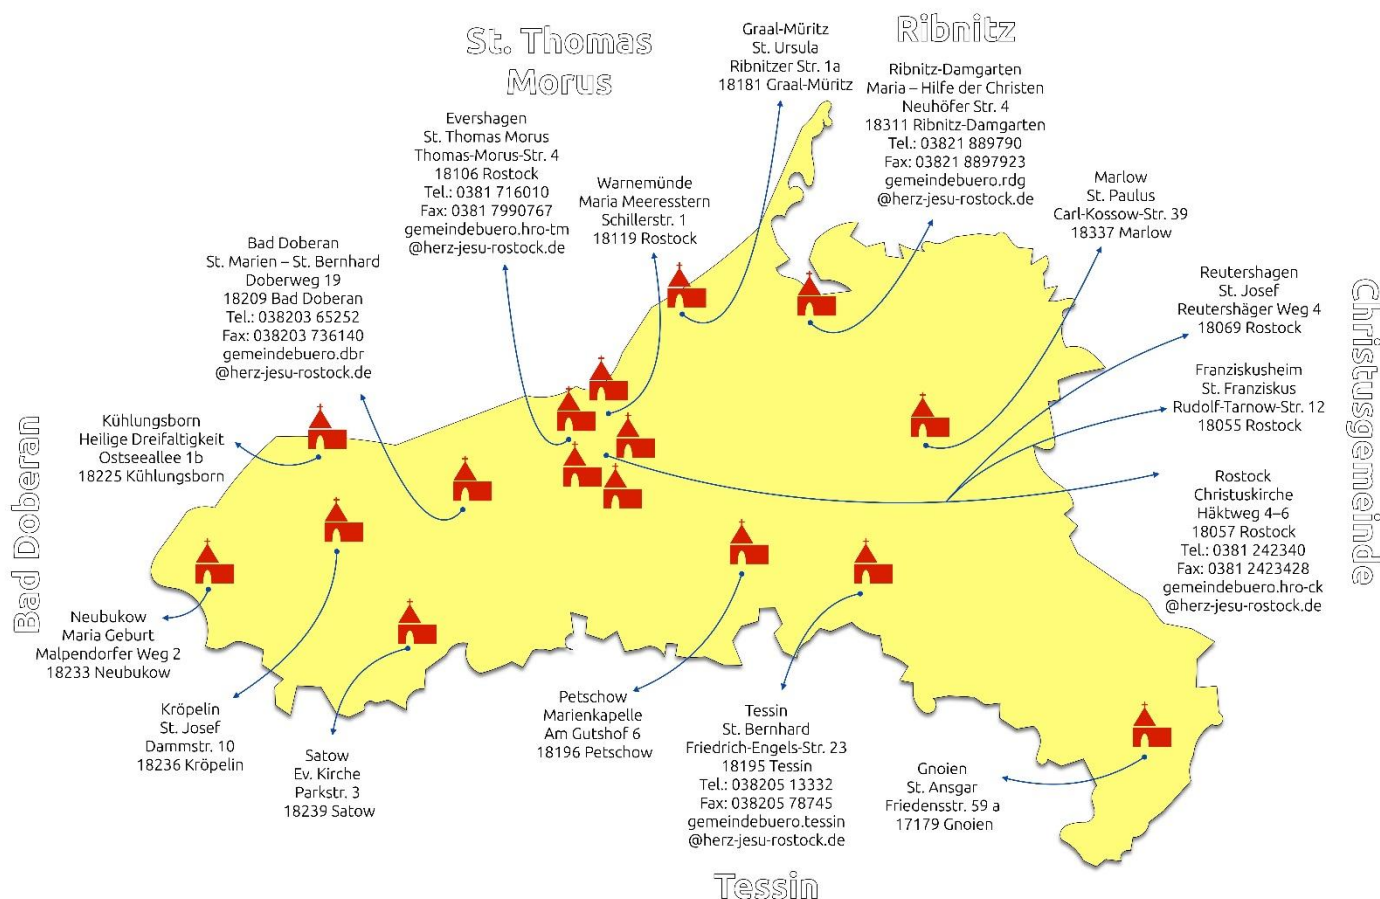 St. Thomas
Morus
Ribnitz
Graal-Müritz
St. Ursula
Ribnitzer Str. 1a
18181 Graal-Müritz
Ribnitz-Damgarten
Maria – Hilfe der Christen
Neuhöfer Str. 4
18311 Ribnitz-Damgarten
Tel.: 03821 889790
Fax: 03821 8897923
gemeindebuero.rdg
@herz-jesu-rostock.de
Evershagen
St. Thomas Morus
Thomas-Morus-Str. 4
18106 Rostock
Tel.: 0381 716010
Fax: 0381 7990767
gemeindebuero.hro-tm
@herz-jesu-rostock.de
Warnemünde
Maria Meeresstern
Schillerstr. 1
18119 Rostock
Marlow
St. Paulus
Carl-Kossow-Str. 39
18337 Marlow
Bad Doberan
St. Marien – St. Bernhard
Doberweg 19
18209 Bad Doberan
Tel.: 038203 65252
Fax: 038203 736140
gemeindebuero.dbr
@herz-jesu-rostock.de
Reutershagen
St. Josef
Reutershäger Weg 4
18069 Rostock
Christusgemeinde
Franziskusheim
St. Franziskus
Rudolf-Tarnow-Str. 12
18055 Rostock
Bad Doberan
Kühlungsborn
Heilige Dreifaltigkeit
Ostseeallee 1b
18225 Kühlungsborn
Rostock
Christuskirche
Häktweg 4–6
18057 Rostock
Tel.: 0381 242340
Fax: 0381 2423428
gemeindebuero.hro-ck
@herz-jesu-rostock.de
Neubukow
Maria Geburt
Malpendorfer Weg 2
18233 Neubukow
Kröpelin
St. Josef
Dammstr. 10
18236 Kröpelin
Satow
Ev. Kirche
Parkstr. 3
18239 Satow
Petschow
Marienkapelle
Am Gutshof 6
18196 Petschow
Tessin
St. Bernhard
Friedrich-Engels-Str. 23
18195 Tessin
Tel.: 038205 13332
Fax: 038205 78745
gemeindebuero.tessin
@herz-jesu-rostock.de
Gnoien
St. Ansgar
Friedensstr. 59 a
17179 Gnoien
Tessin